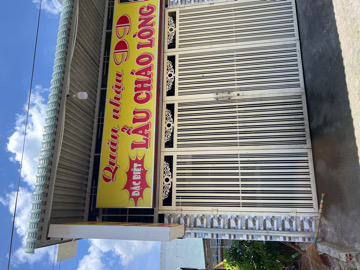 Quán nhậu 99
ĐẶC BIỆT
LẨU CHÁO LÒNG